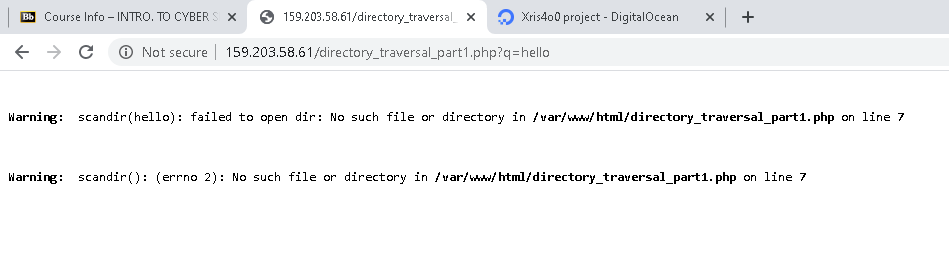 Bb Course Info – INTRO. TO CYBER S
159.203.58.61/directory_traversal_
Xris4o0 project - DigitalOcean
Not secure | 159.203.58.61/directory_traversal_part1.php?q=hello
Warning: scandir(hello): failed to open dir: No such file or directory in /var/www/html/directory_traversal_part1.php on line 7
Warning: scandir(): (errno 2): No such file or directory in /var/www/html/directory_traversal_part1.php on line 7